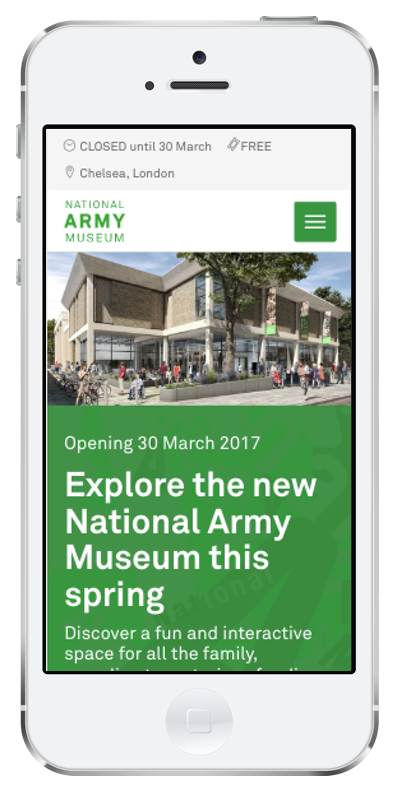 CLOSED until 30 March FREE
Chelsea, London
NATIONAL
ARMY
MUSEUM
Opening 30 March 2017
Explore the new
National Army
Museum this
spring
Discover a fun and interactive
space for all the family,
National